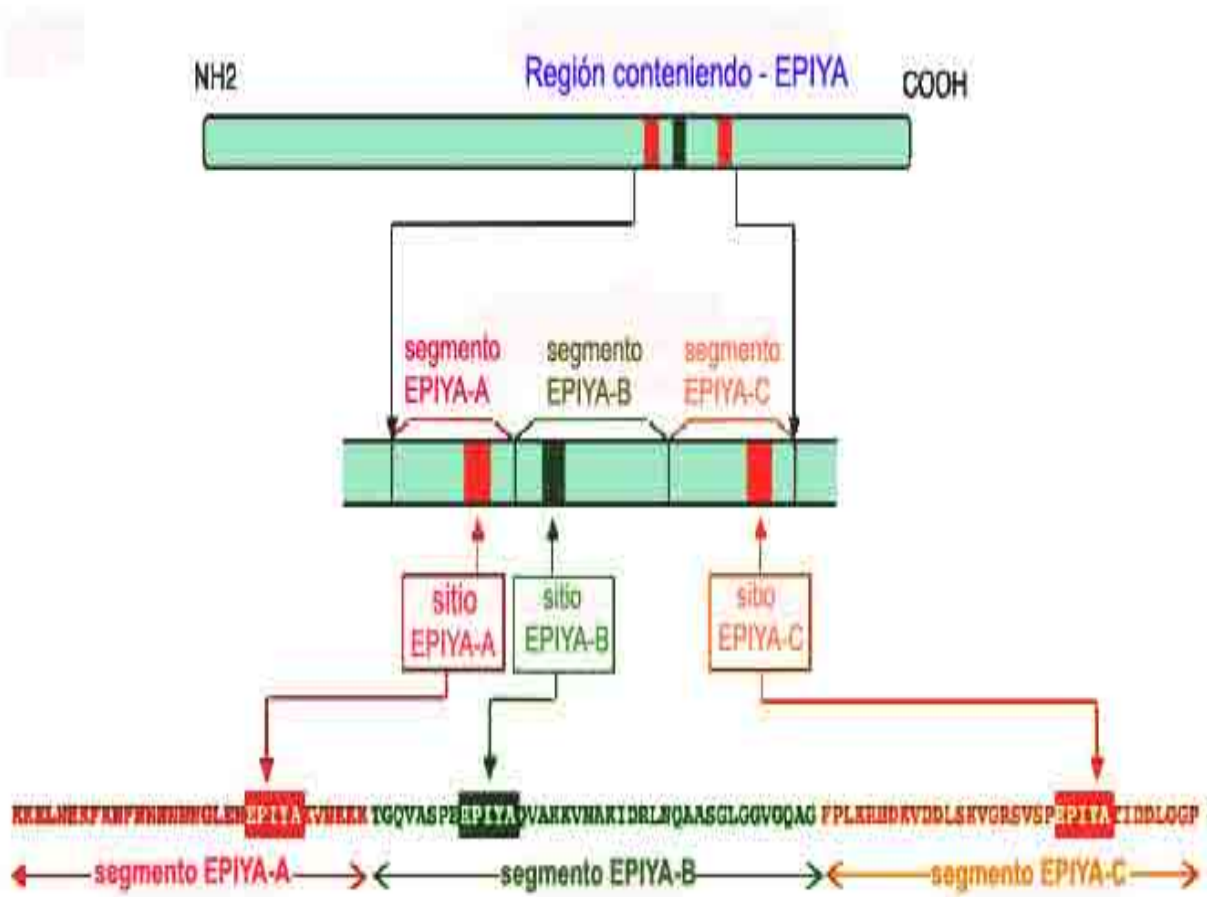 NH2
Región conteniendo - EPIYA
COOH
segmento
EPIYA-A
segmento
EPIYA-B
segmento
EPIYA-C
sitio
EPIYA-A
sitio
EPIYA-B
sitio
EPIYA-C
EPIYA
TGQVASPE EPIYA
EPIYA
segmento EPIYA-A
segmento EPIYA-B
segmento EPIYA-C